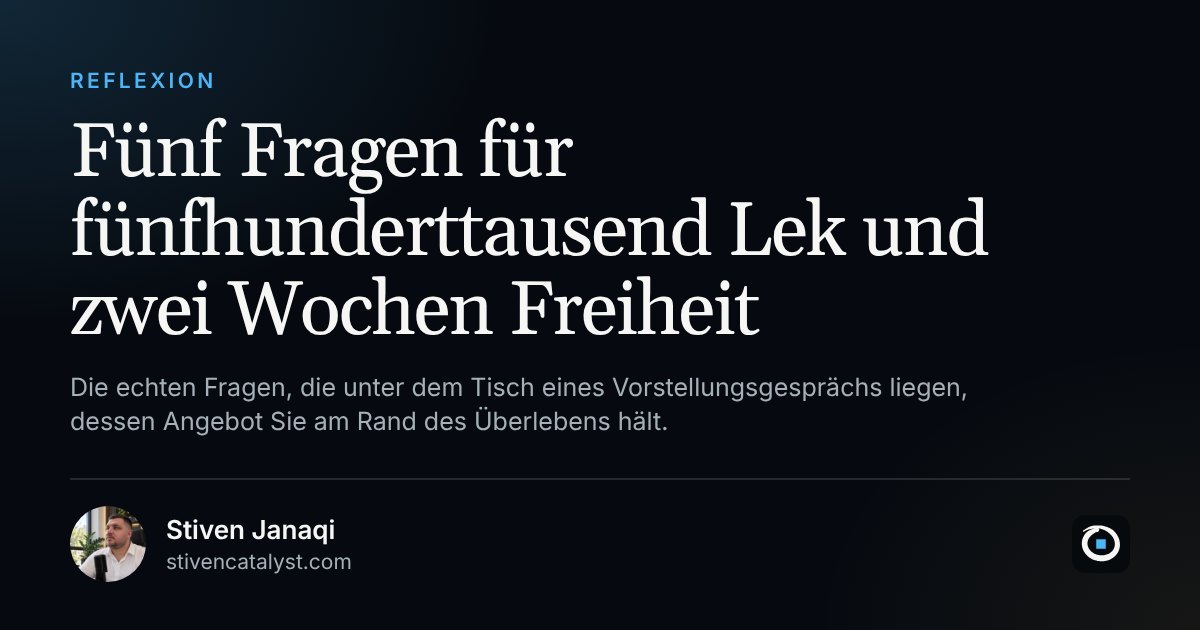 REFLEXION
Fünf Fragen für
fünfhunderttausend Lek und
zwei Wochen Freiheit
Die echten Fragen, die unter dem Tisch eines Vorstellungsgesprächs liegen,
dessen Angebot Sie am Rand des Überlebens hält.
Stiven Janaqi
stivencatalyst.com